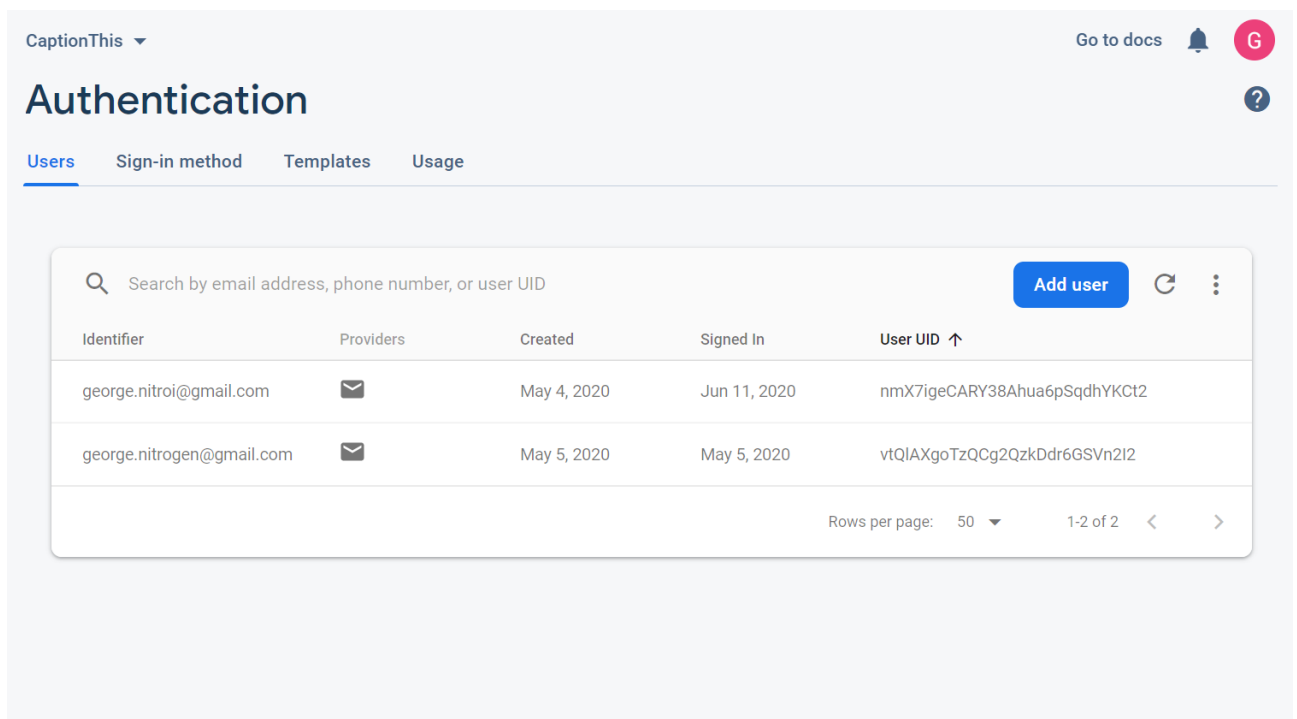 CaptionThis Go to docs G
Authentication ?
Users Sign-in method Templates Usage
Search by email address, phone number, or user UID Add user
Identifier Providers Created Signed In User UID
george.nitroi@gmail.com May 4, 2020 Jun 11, 2020 nmX7igeCARY38Ahua6pSqdhYKCt2
george.nitrogen@gmail.com May 5, 2020 May 5, 2020 vtQlAXgoTzQCg2QzkDdr6GSVn2I2
Rows per page: 50 1-2 of 2